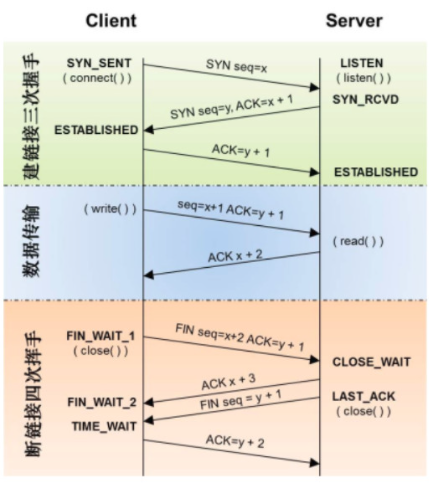 Client
Server
建链接三次握手
SYN_SENT
( connect( ) )
SYN seq=x
LISTEN
( listen( ) )
SYN_RCVD
SYN seq=y, ACK=x + 1
ESTABLISHED
ACK=y + 1
ESTABLISHED
数据传输
( write( ) )
seq=x+1 ACK=y + 1
( read( ) )
ACK x + 2
断链接四次挥手
FIN_WAIT_1
( close( ) )
FIN seq=x+2 ACK=y + 1
CLOSE_WAIT
ACK x + 3
FIN_WAIT_2
FIN seq = y + 1
LAST_ACK
( close( ) )
TIME_WAIT
ACK=y + 2